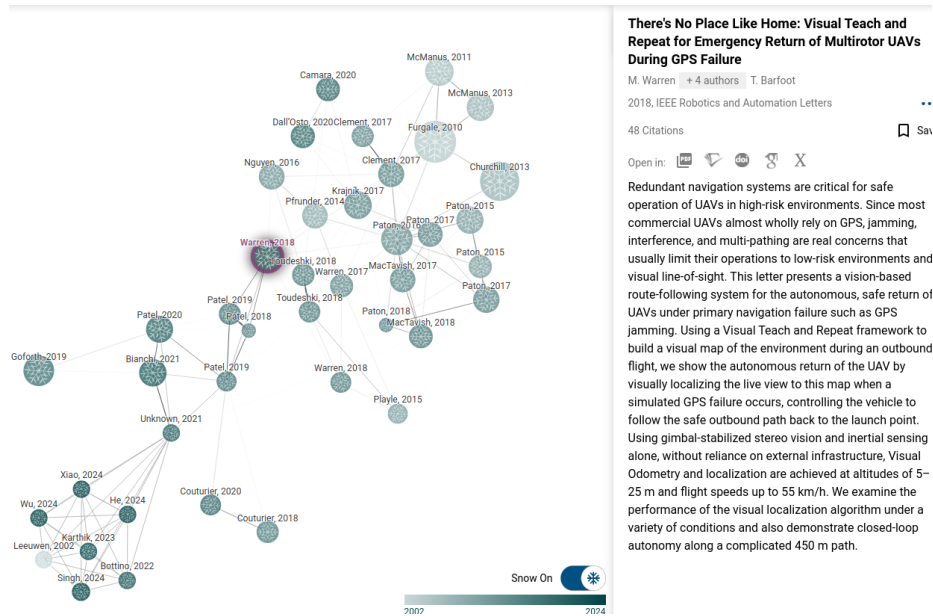 McManus, 2011
Camara, 2020
McManus, 2013
Dall'Osto, 2020
Clement, 2017
Furgale, 2010
Nguyen, 2016
Clement, 2017
Churchill, 2013
Krajník, 2017
Pfrunder, 2014
Paton, 2015
Paton, 2016
Paton, 2017
Warren, 2018
Toudeshki, 2018
Paton, 2015
Warren, 2017
MacTavish, 2017
Paton, 2017
Patel, 2019
Toudeshki, 2018
Patel, 2020
Patel, 2018
Paton, 2018
MacTavish, 2018
Goforth, 2019
Bianchi, 2021
Patel, 2019
Warren, 2018
Playle, 2015
Unknown, 2021
Xiao, 2024
Wu, 2024
He, 2024
Couturier, 2020
Couturier, 2018
Karthik, 2023
Leeuwen, 2002
Bottino, 2022
Singh, 2024
Snow On
2002
2024
There's No Place Like Home: Visual Teach and
Repeat for Emergency Return of Multirotor UAVs
During GPS Failure
M. Warren + 4 authors T. Barfoot
2018, IEEE Robotics and Automation Letters
48 Citations
Sav
Open in: PDF doi g X
Redundant navigation systems are critical for safe
operation of UAVs in high-risk environments. Since most
commercial UAVs almost wholly rely on GPS, jamming,
interference, and multi-pathing are real concerns that
usually limit their operations to low-risk environments and
visual line-of-sight. This letter presents a vision-based
route-following system for the autonomous, safe return of
UAVs under primary navigation failure such as GPS
jamming. Using a Visual Teach and Repeat framework to
build a visual map of the environment during an outbound
flight, we show the autonomous return of the UAV by
visually localizing the live view to this map when a
simulated GPS failure occurs, controlling the vehicle to
follow the safe outbound path back to the launch point.
Using gimbal-stabilized stereo vision and inertial sensing
alone, without reliance on external infrastructure, Visual
Odometry and localization are achieved at altitudes of 5–
25 m and flight speeds up to 55 km/h. We examine the
performance of the visual localization algorithm under a
variety of conditions and also demonstrate closed-loop
autonomy along a complicated 450 m path.